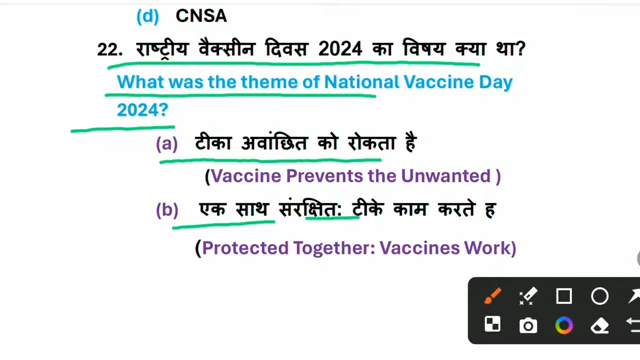 (d) CNSA
22. राष्ट्रीय वैक्सीन दिवस 2024 का विषय क्या था?
What was the theme of National Vaccine Day
2024?
(a) टीका अवांछित को रोकता है
(Vaccine Prevents the Unwanted )
(b) एक साथ संरक्षित: टीके काम करते ह
(Protected Together: Vaccines Work)